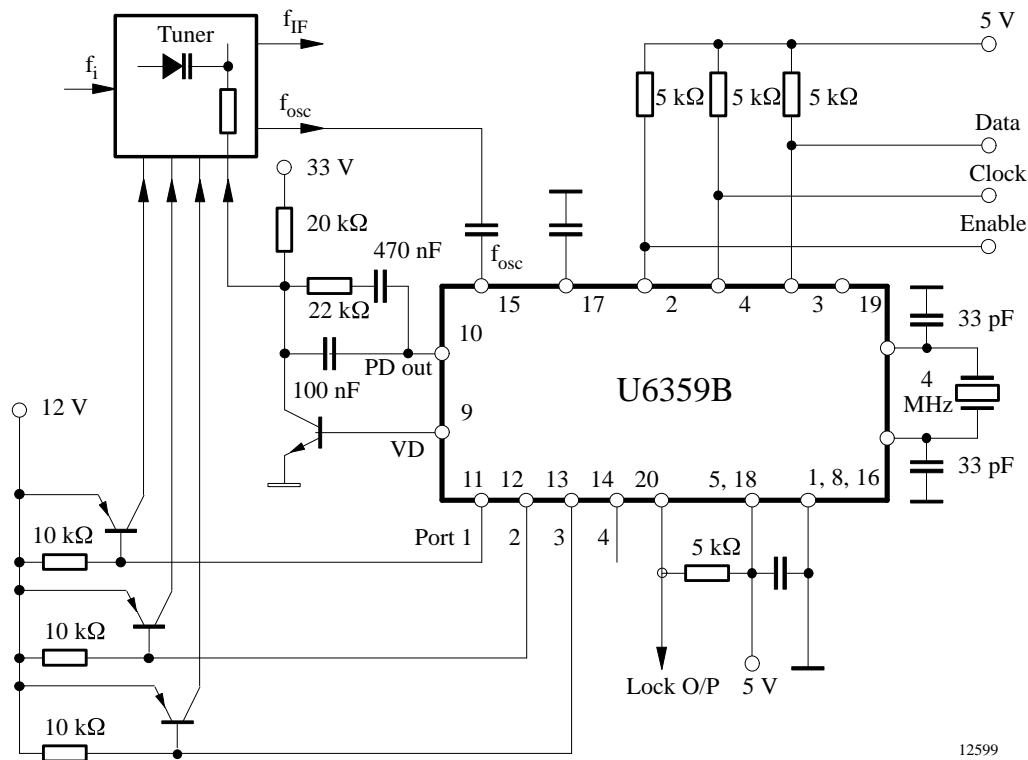 Tuner
fIF
fi
fosc
5 V
5 kΩ
5 kΩ
5 kΩ
Data
Clock
Enable
33 V
20 kΩ
470 nF
22 kΩ
fosc
15
17
2
4
3
19
33 pF
10
PD out
100 nF
U6359B
4
MHz
12 V
9
VD
33 pF
11
12
13
14
20
5, 18
1, 8, 16
10 kΩ
Port 1
2
3
4
5 kΩ
10 kΩ
Lock O/P
5 V
10 kΩ
12599